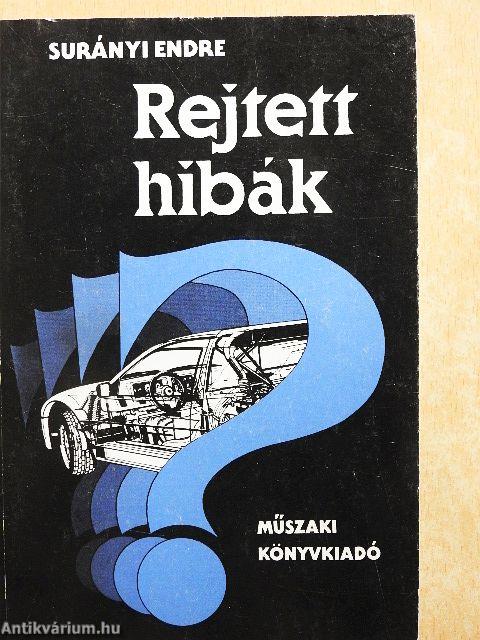 SURÁNYI ENDRE
Rejtett
hibák
MŰSZAKI
KÖNYVKIADÓ
Antikvárium.hu